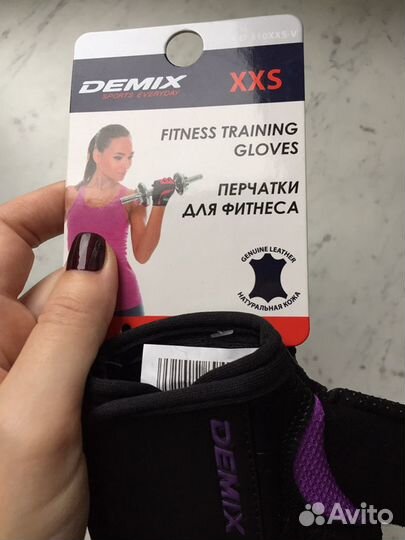 DEMIX
SPORTS EVERYDAY
XXS
FITNESS TRAINING
GLOVES
ПЕРЧАТКИ
ДЛЯ ФИТНЕСА
GENUINE LEATHER
НАТУРАЛЬНАЯ КОЖА
DEMIX
Avito